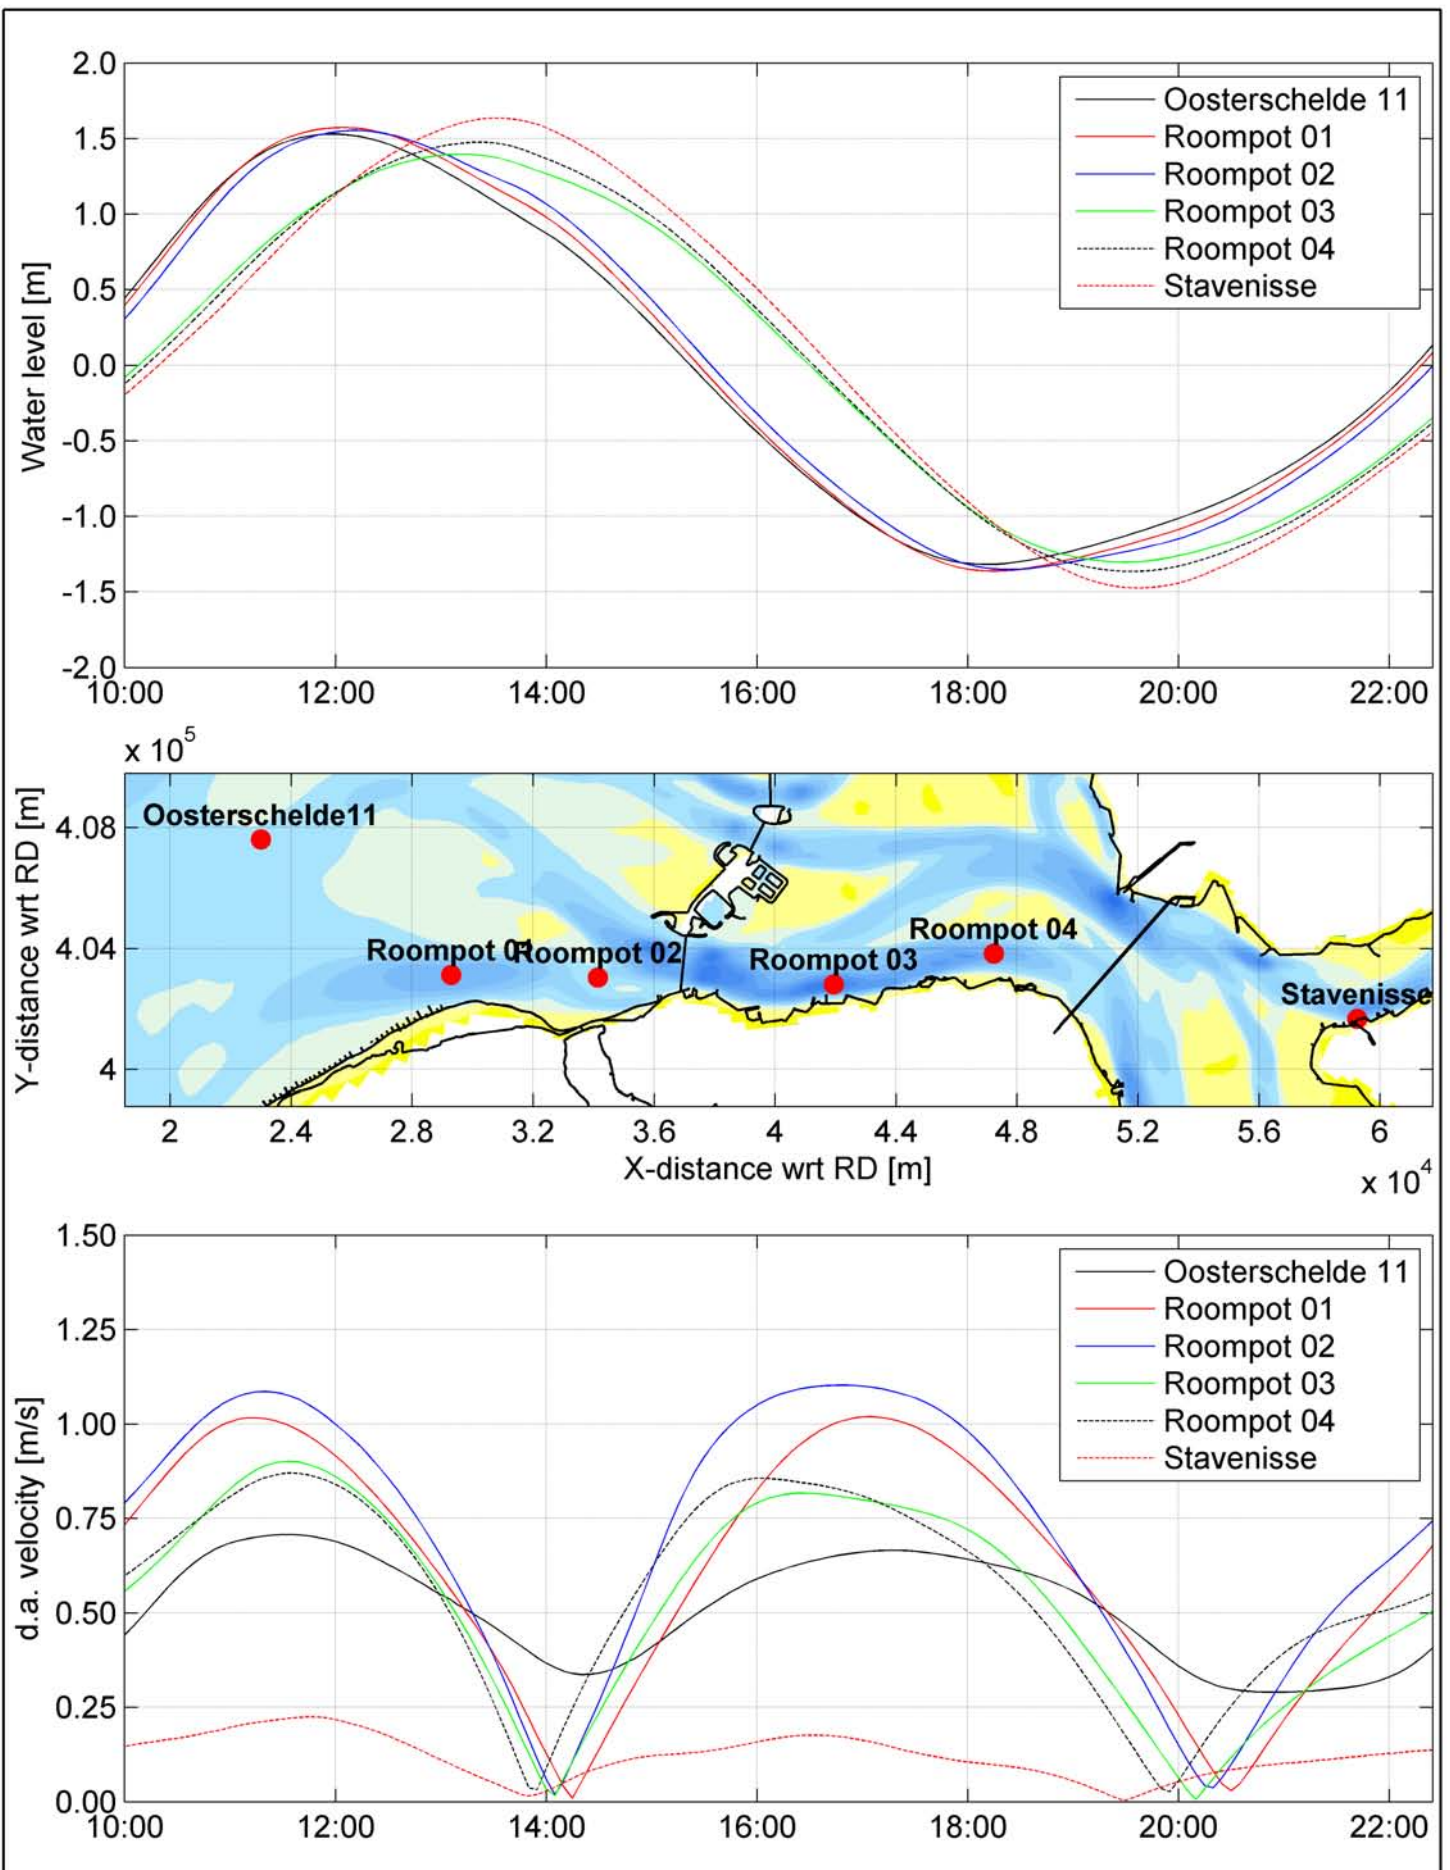 2.0
1.5
1.0
0.5
0.0
-0.5
-1.0
-1.5
-2.0
Water level [m]
10:00 12:00 14:00 16:00 18:00 20:00 22:00
Oosterschelde 11
Roompot 01
Roompot 02
Roompot 03
Roompot 04
Stavenisse
x 10^5
Y-distance wrt RD [m]
4.08
4.04
4
Oosterschelde11
Roompot 01
Roompot 02
Roompot 03
Roompot 04
Stavenisse
2 2.4 2.8 3.2 3.6 4 4.4 4.8 5.2 5.6 6
X-distance wrt RD [m]
x 10^4
1.50
1.25
1.00
0.75
0.50
0.25
0.00
d.a. velocity [m/s]
10:00 12:00 14:00 16:00 18:00 20:00 22:00
Oosterschelde 11
Roompot 01
Roompot 02
Roompot 03
Roompot 04
Stavenisse